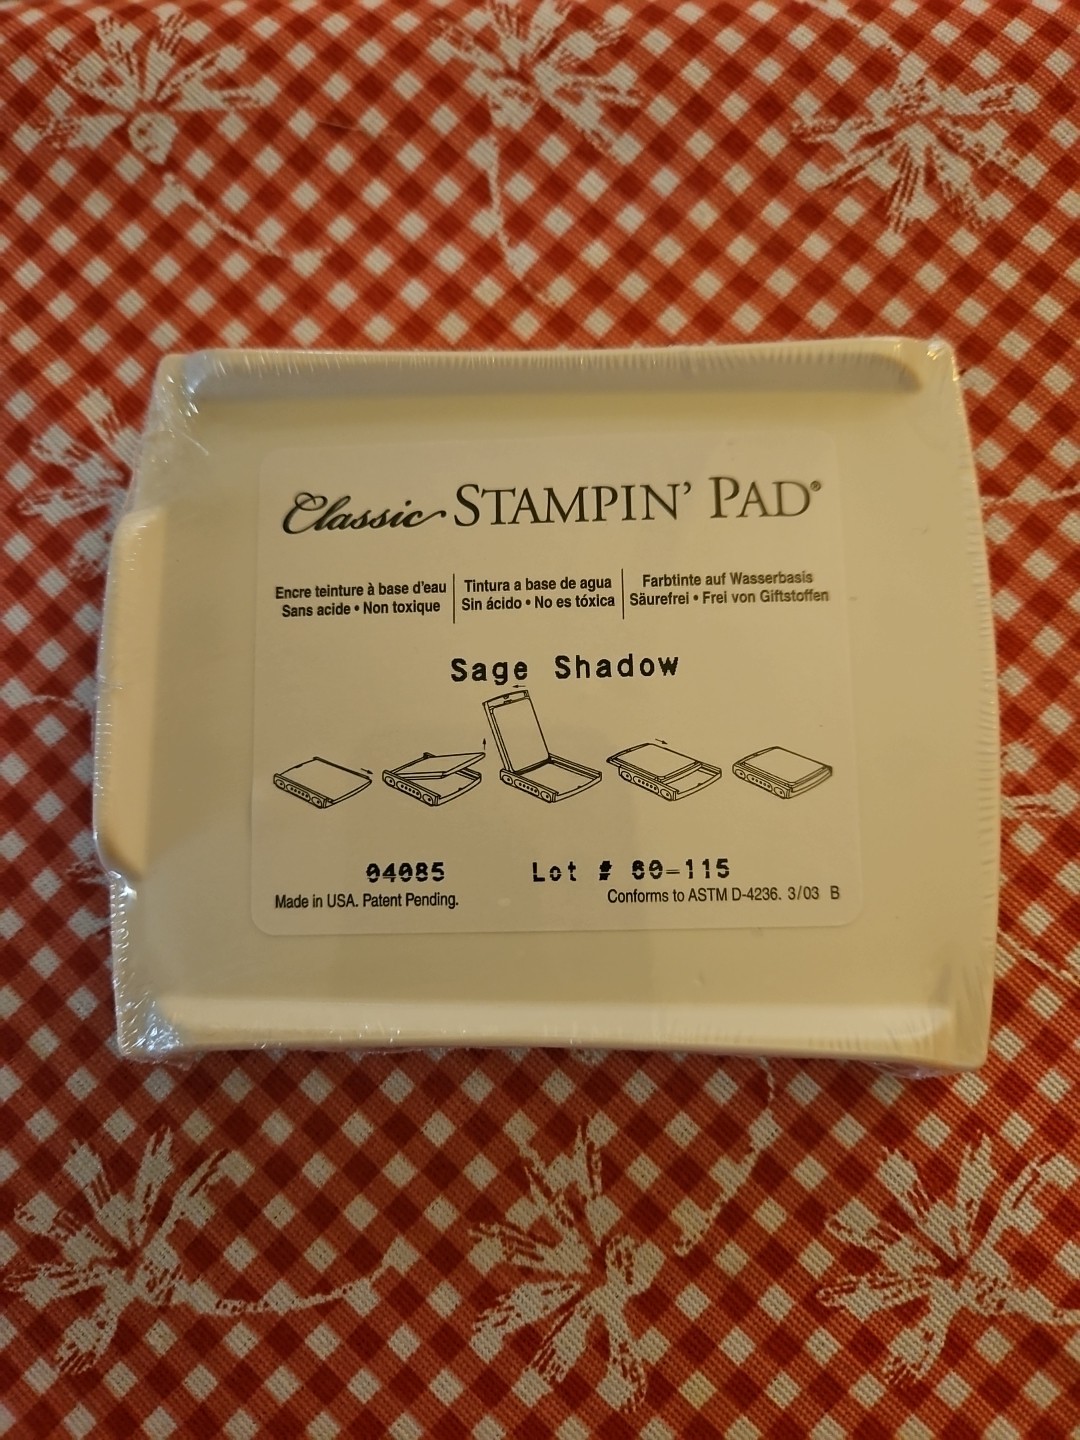 Classic STAMPIN' PAD®
Encre teinture à base d'eau
Sans acide • Non toxique
Tintura a base de agua
Sin ácido • No es tóxica
Farbtinte auf Wasserbasis
Säurefrei • Frei von Giftstoffen
Sage Shadow
04085
Lot # 60-115
Made in USA. Patent Pending.
Conforms to ASTM D-4236. 3/03 B